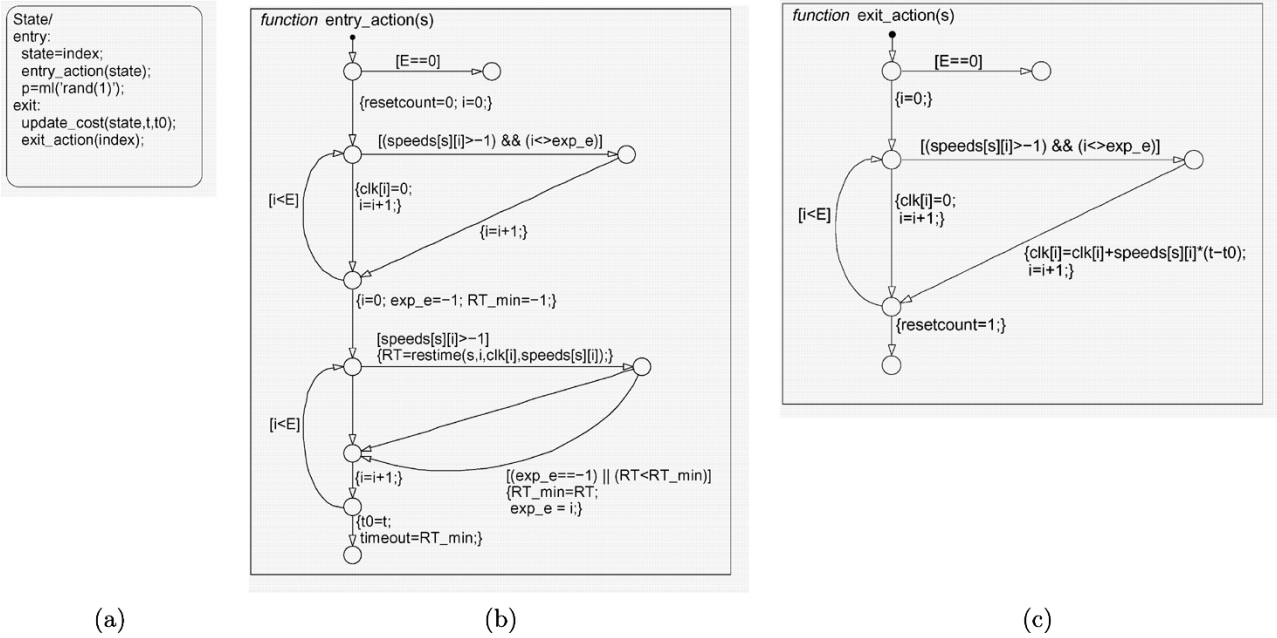 State/
entry:
state=index;
entry_action(state);
p=ml('rand(1)');
exit:
update_cost(state,t,t0);
exit_action(index);
(a)
function entry_action(s)
[E==0]
{resetcount=0; i=0;}
[(speeds[s][i]>−1) && (i<>exp_e)]
[i<E]
{clk[i]=0;
i=i+1;}
{i=i+1;}
{i=0; exp_e=−1; RT_min=−1;}
[speeds[s][i]>−1]
{RT=restime(s,i,clk[i],speeds[s][i]);}
[i<E]
[(exp_e==−1) || (RT<RT_min)]
{RT_min=RT;
exp_e = i;}
{i=i+1;}
{t0=t;
timeout=RT_min;}
(b)
function exit_action(s)
[E==0]
{i=0;}
[(speeds[s][i]>−1) && (i<>exp_e)]
[i<E]
{clk[i]=0;
i=i+1;}
{clk[i]=clk[i]+speeds[s][i]*(t−t0);
i=i+1;}
{resetcount=1;}
(c)